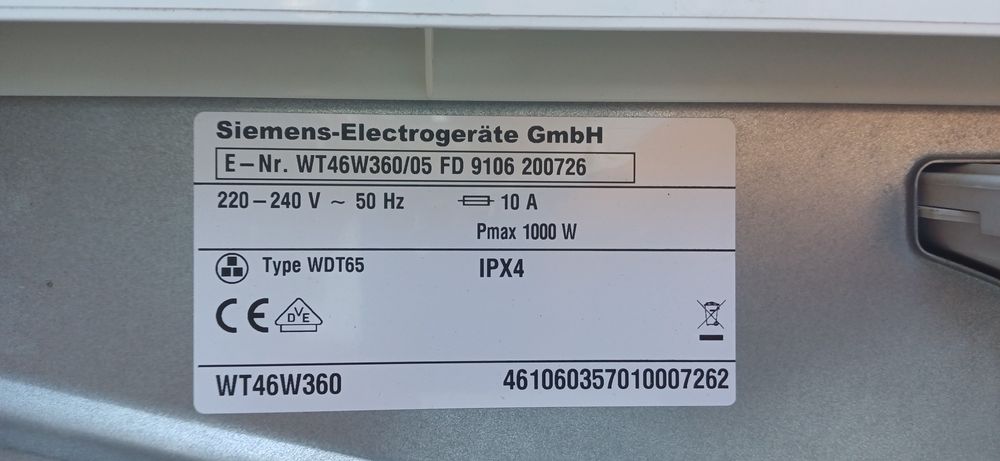 Siemens-Electrogeräte GmbH
E-Nr. WT46W360/05 FD 9106 200726
220-240 V ~ 50 Hz 10 A
Pmax 1000 W
Type WDT65 IPX4
CE DVE
WT46W360 461060357010007262